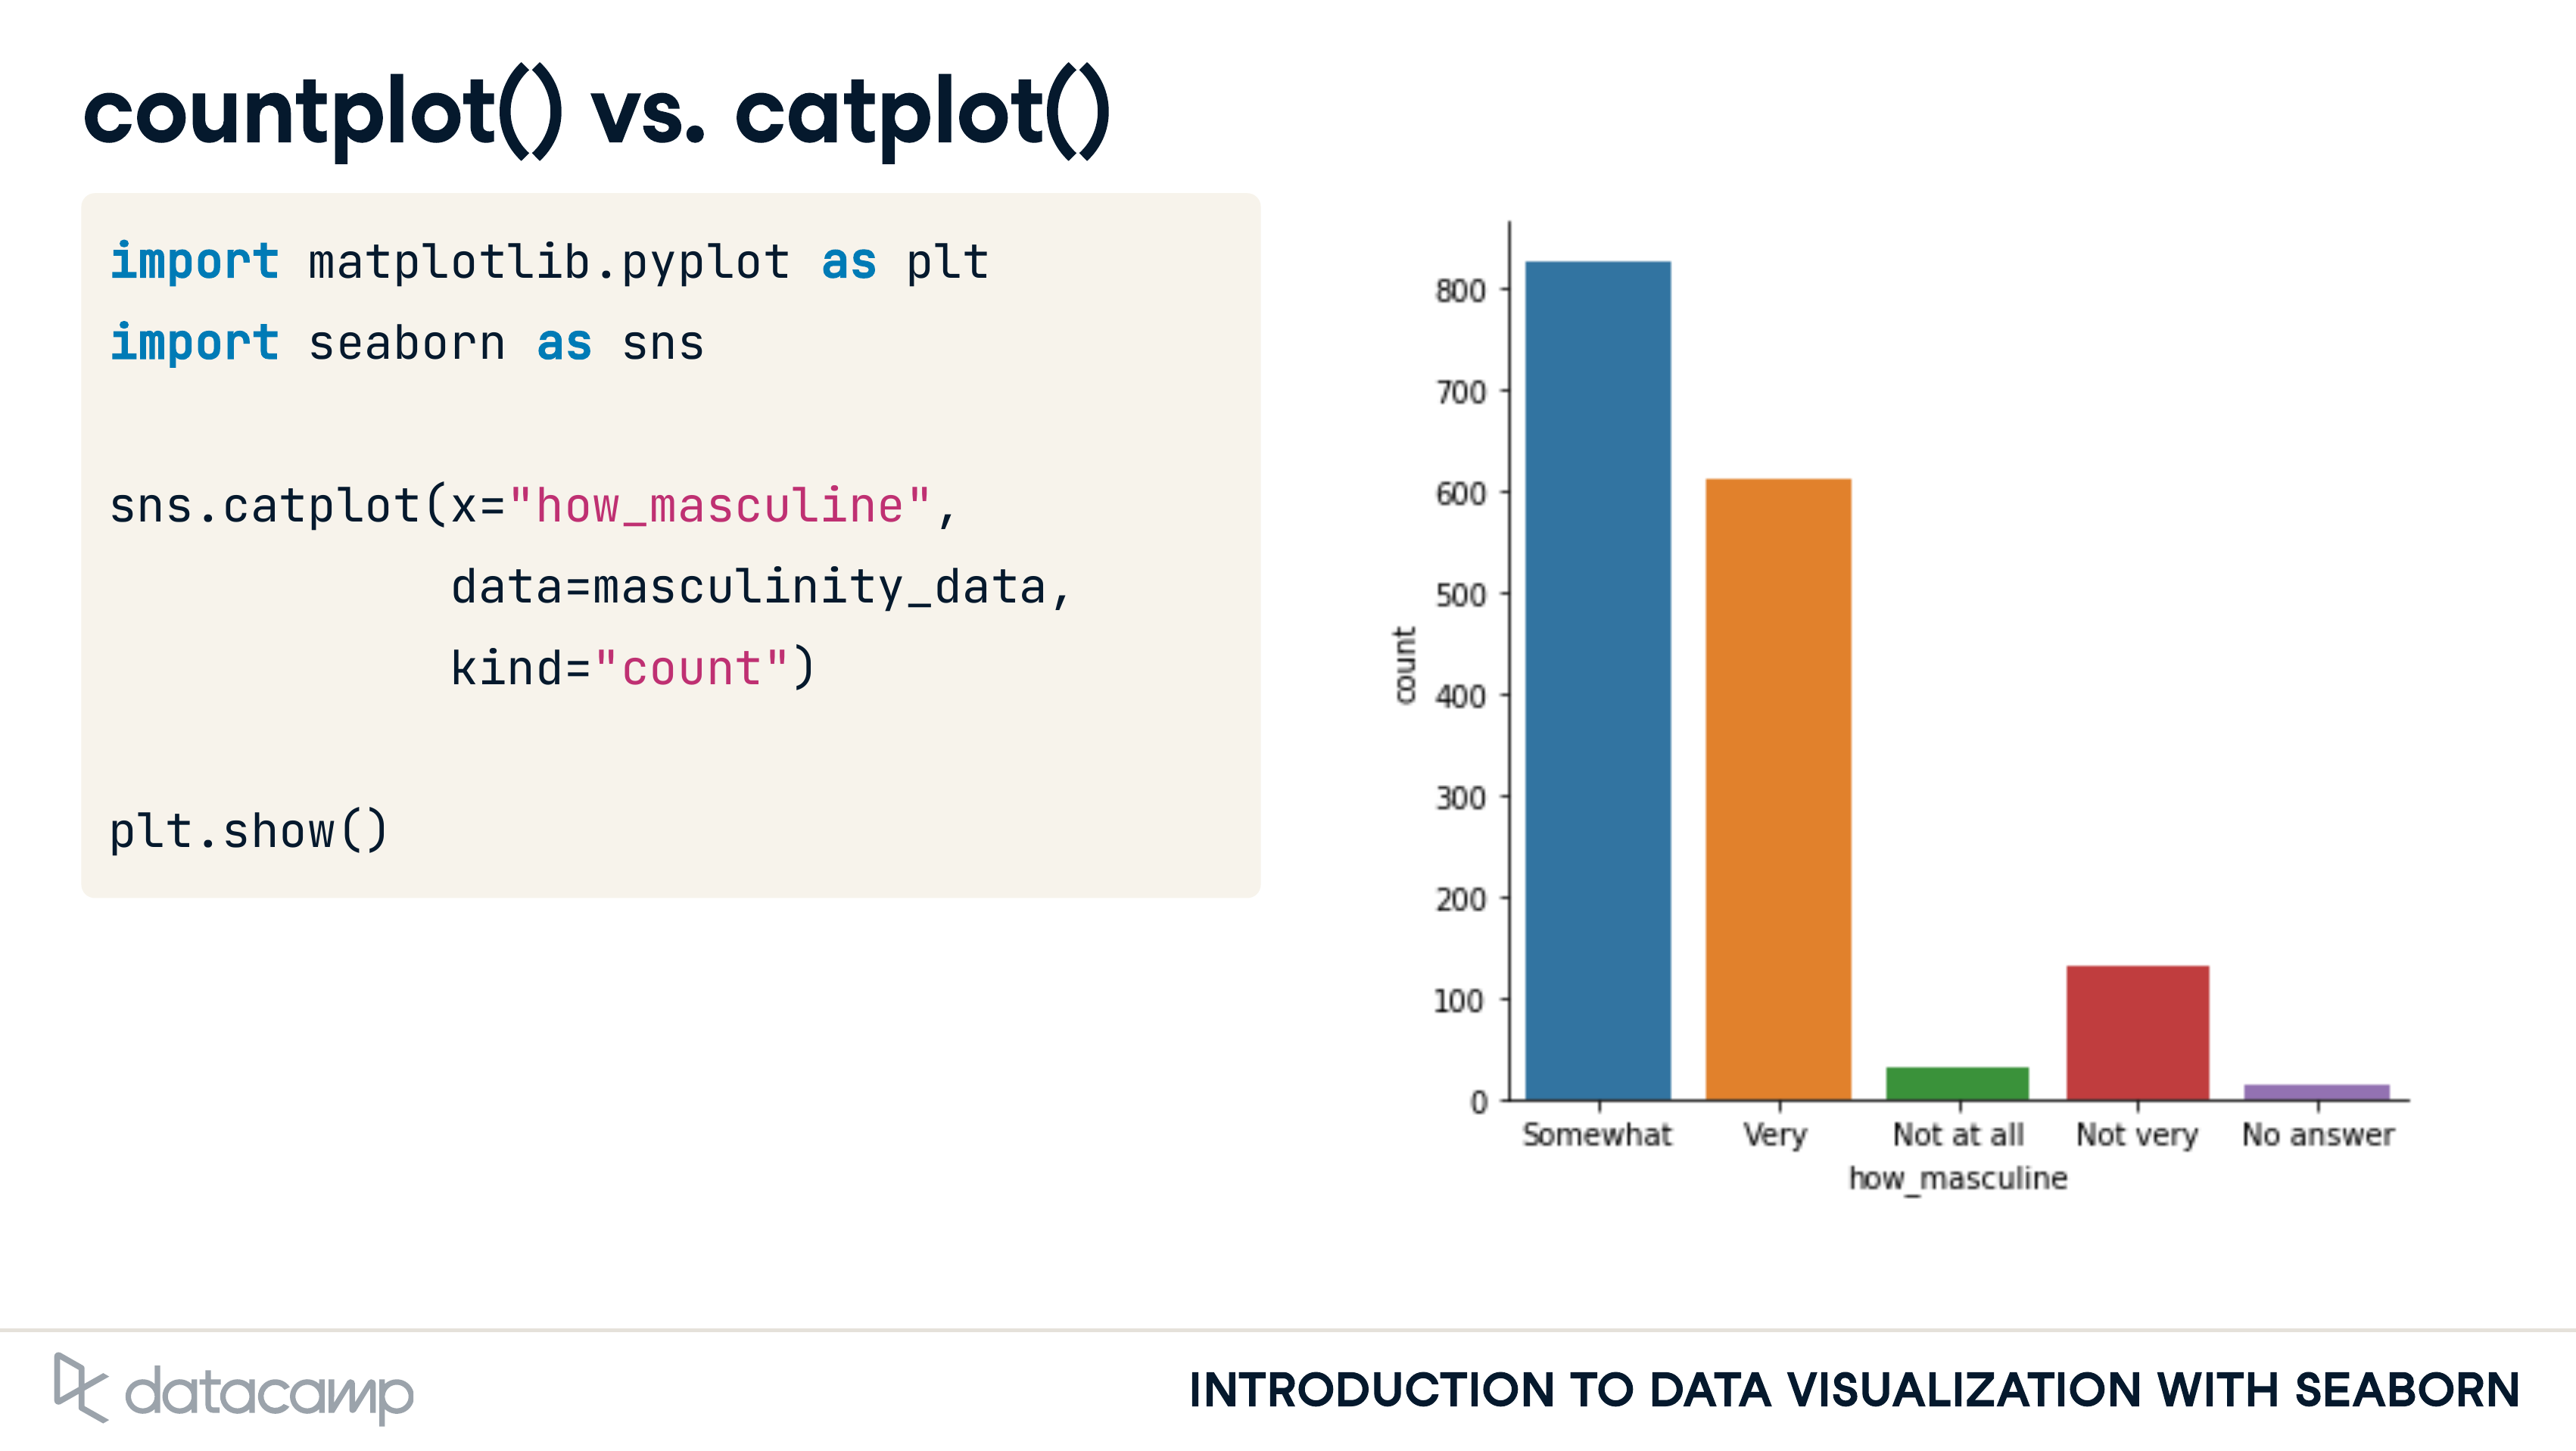 countplot() vs. catplot()
import matplotlib.pyplot as plt
import seaborn as sns
sns.catplot(x="how_masculine",
            data=masculinity_data,
            kind="count")
plt.show()
800
700
600
500
400
300
200
100
0
count
Somewhat Very Not at all Not very No answer
how_masculine
datacamp
INTRODUCTION TO DATA VISUALIZATION WITH SEABORN